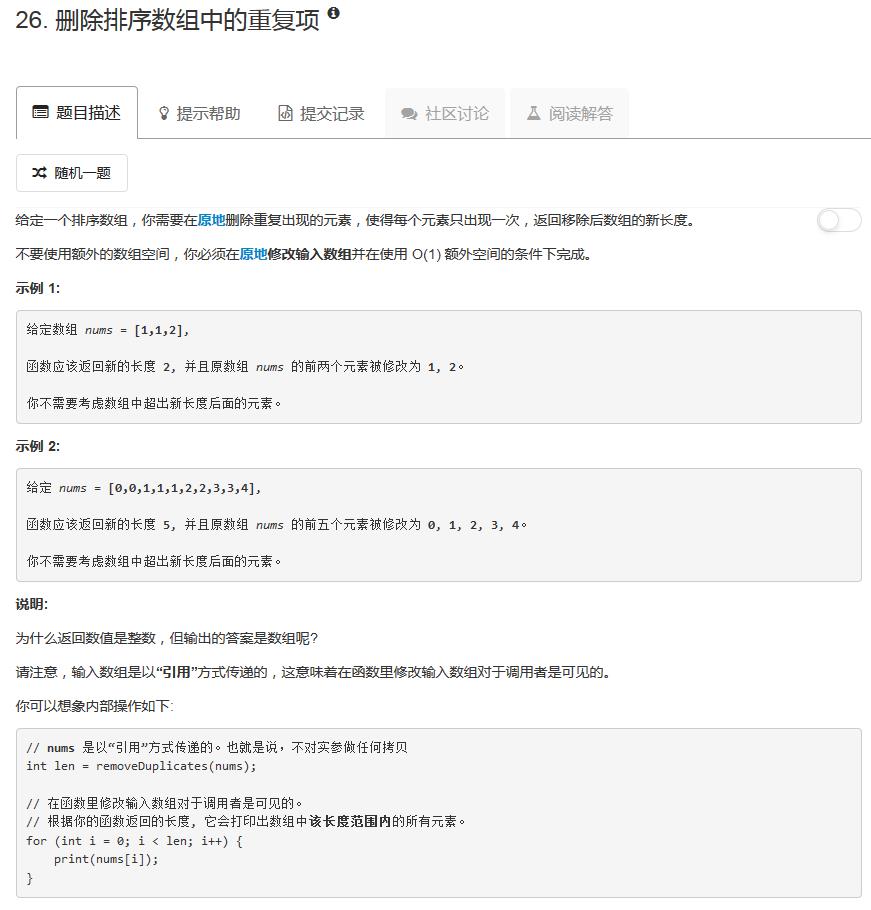 26. 删除排序数组中的重复项
题目描述 提示帮助 提交记录 社区讨论 阅读解答
随机一题
给定一个排序数组，你需要在原地删除重复出现的元素，使得每个元素只出现一次，返回移除后数组的新长度。
不要使用额外的数组空间，你必须在原地修改输入数组并在使用 O(1) 额外空间的条件下完成。
示例 1:
给定数组 nums = [1,1,2],
函数应该返回新的长度 2, 并且原数组 nums 的前两个元素被修改为 1, 2。
你不需要考虑数组中超出新长度后面的元素。
示例 2:
给定 nums = [0,0,1,1,1,2,2,3,3,4],
函数应该返回新的长度 5, 并且原数组 nums 的前五个元素被修改为 0, 1, 2, 3, 4。
你不需要考虑数组中超出新长度后面的元素。
说明:
为什么返回数值是整数，但输出的答案是数组呢?
请注意，输入数组是以“引用”方式传递的，这意味着在函数里修改输入数组对于调用者是可见的。
你可以想象内部操作如下:
// nums 是以“引用”方式传递的。也就是说，不对实参做任何拷贝
int len = removeDuplicates(nums);
// 在函数里修改输入数组对于调用者是可见的。
// 根据你的函数返回的长度, 它会打印出数组中该长度范围内的所有元素。
for (int i = 0; i < len; i++) {
    print(nums[i]);
}